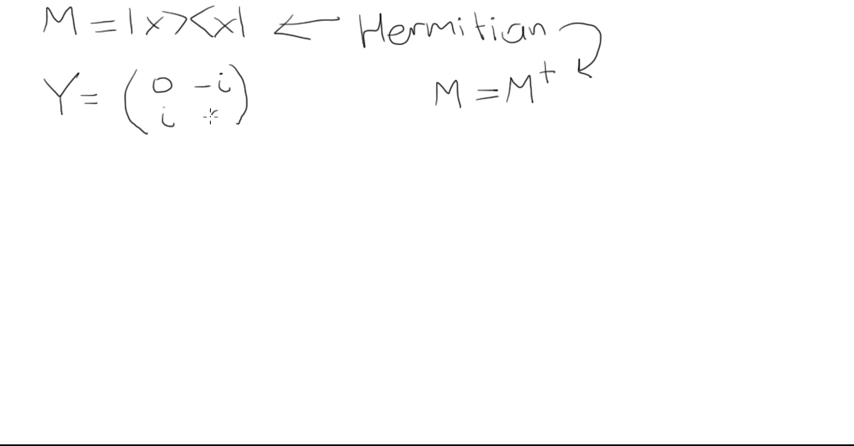 M = |x><x| ← Hermitian
Y = ( 0 -i
i )
M = M†